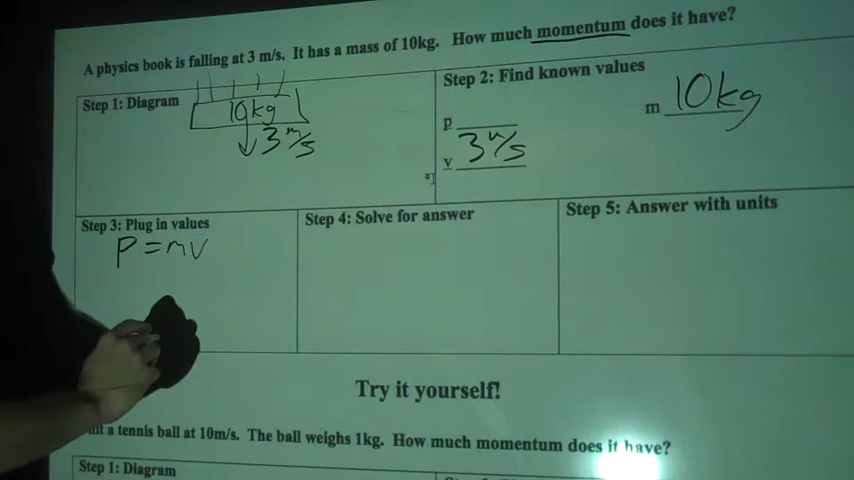 A physics book is falling at 3 m/s. It has a mass of 10kg. How much momentum does it have?
Step 1: Diagram
10kg
3 m/s
Step 2: Find known values
p
m 10kg
v 3 m/s
Step 3: Plug in values
P = mv
Step 4: Solve for answer
Step 5: Answer with units
Try it yourself!
a tennis ball at 10m/s. The ball weighs 1kg. How much momentum does it have?
Step 1: Diagram